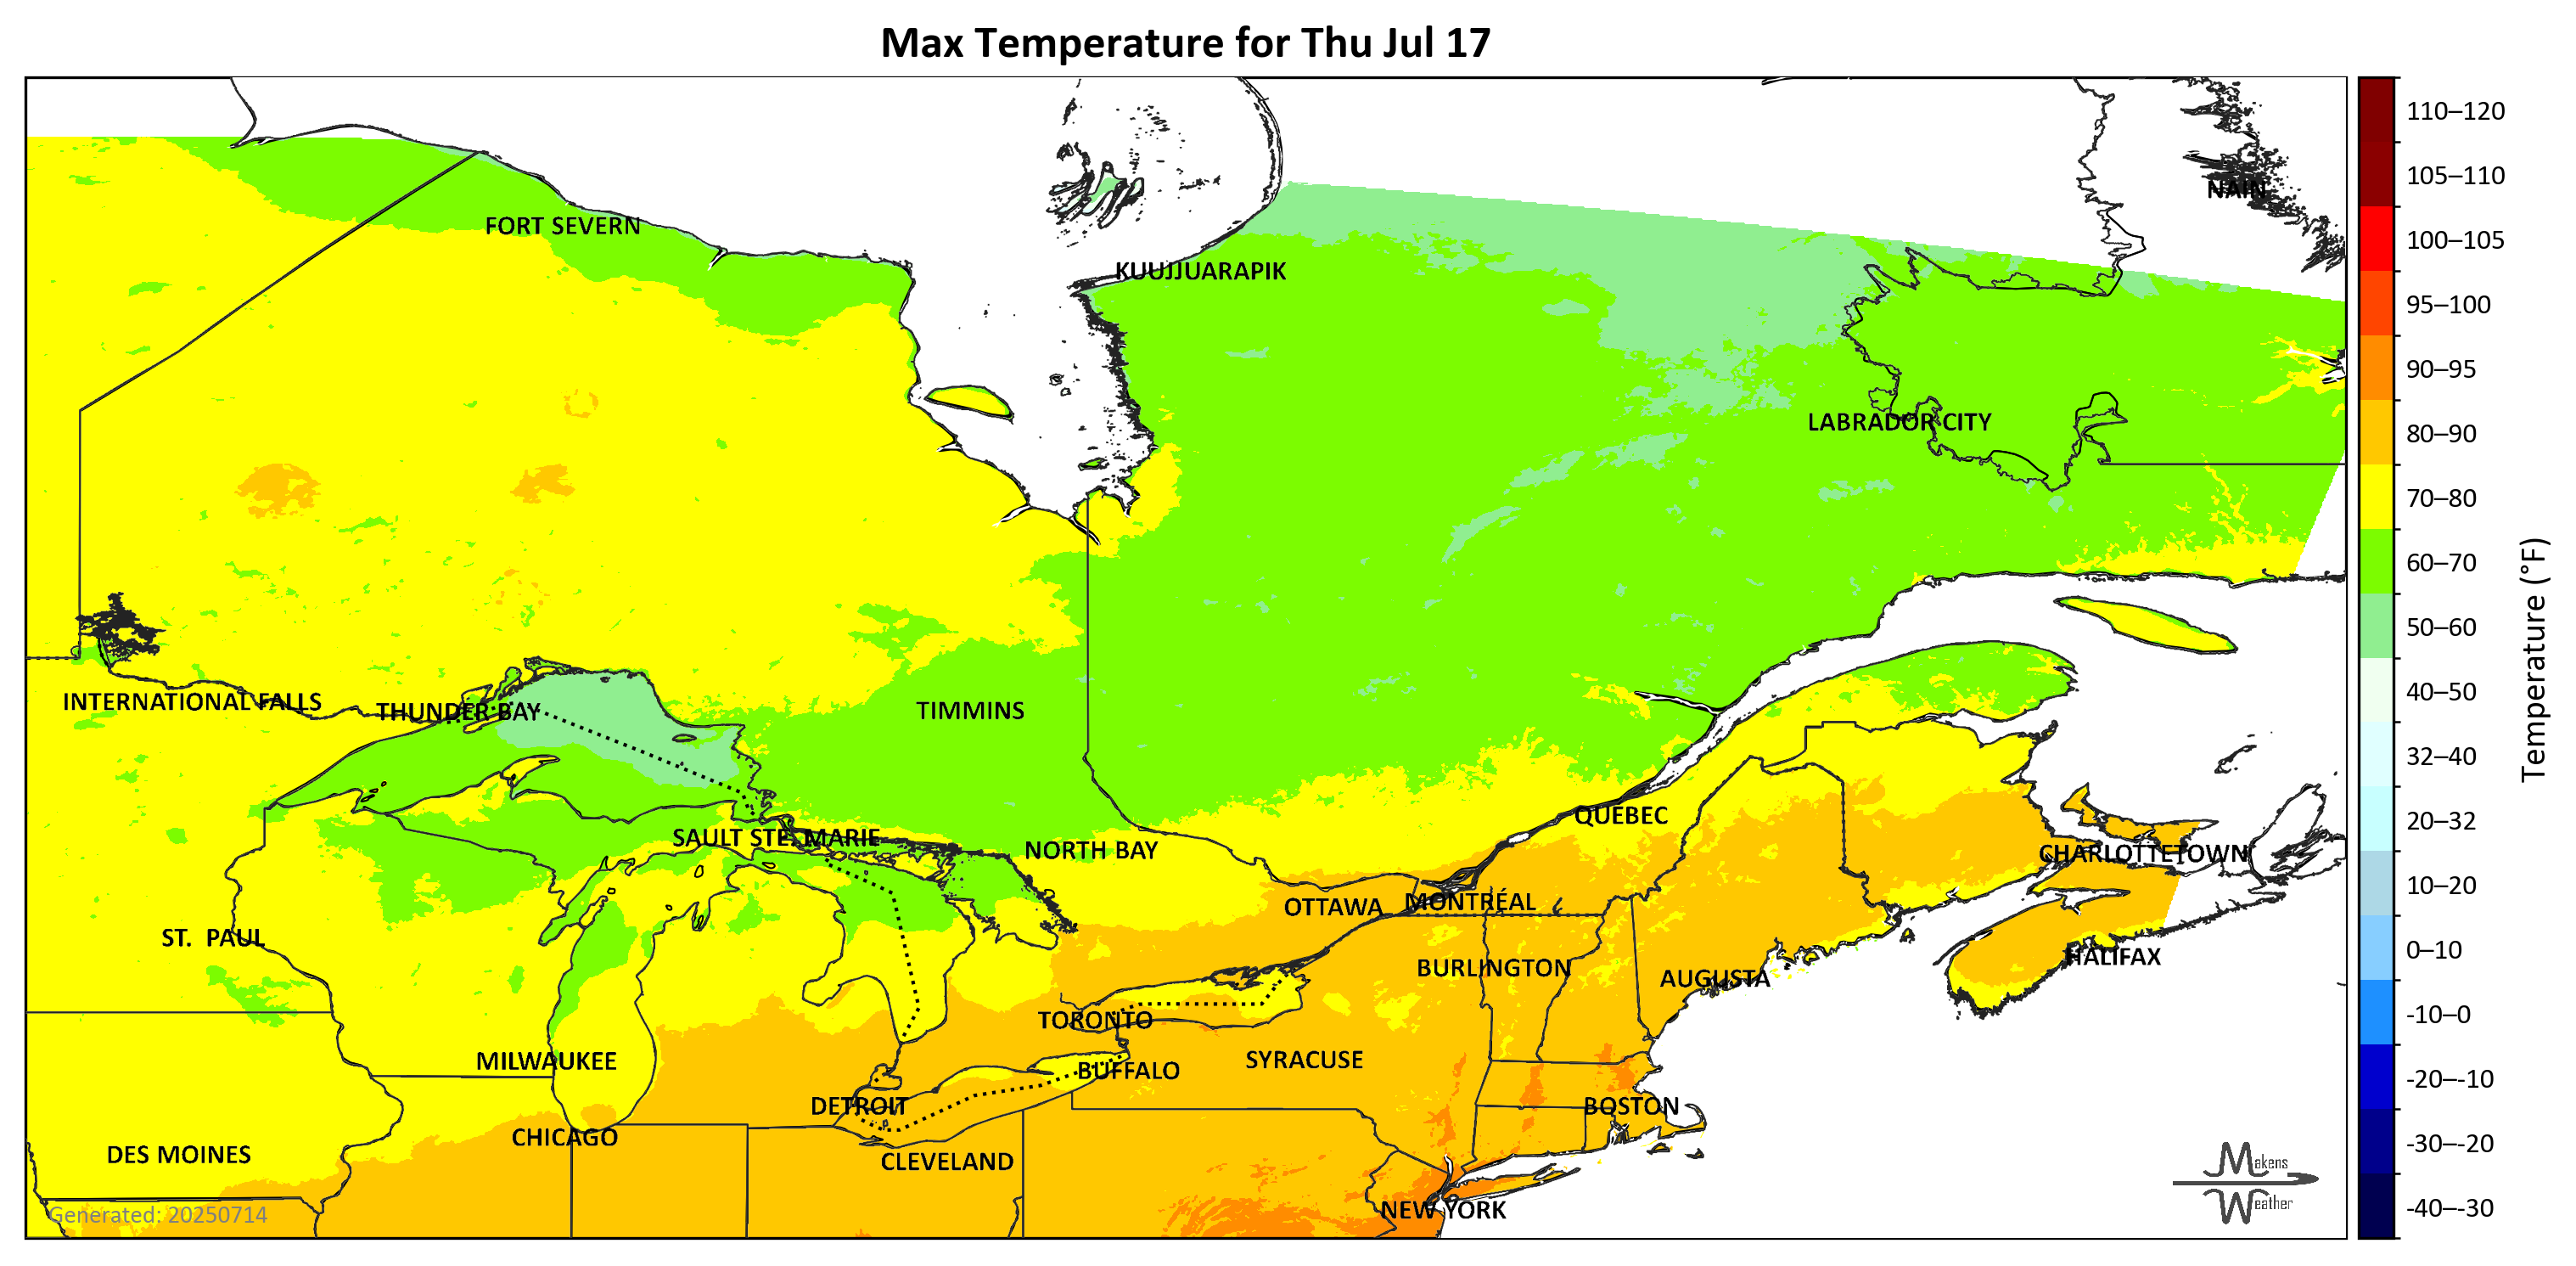 Max Temperature for Thu Jul 17
NAIN
FORT SEVERN
KUUJJUARAPIK
LABRADOR CITY
INTERNATIONAL FALLS
THUNDER BAY
TIMMINS
QUEBEC
SAULT STE. MARIE
NORTH BAY
CHARLOTTETOWN
OTTAWA
MONTRÉAL
ST. PAUL
HALIFAX
BURLINGTON
AUGUSTA
TORONTO
MILWAUKEE
BUFFALO
SYRACUSE
DETROIT
BOSTON
CHICAGO
DES MOINES
CLEVELAND
NEW YORK
Generated: 20250714
Makens
Weather
110–120
105–110
100–105
95–100
90–95
80–90
70–80
60–70
50–60
40–50
32–40
20–32
10–20
0–10
-10–0
-20–-10
-30–-20
-40–-30
Temperature (°F)